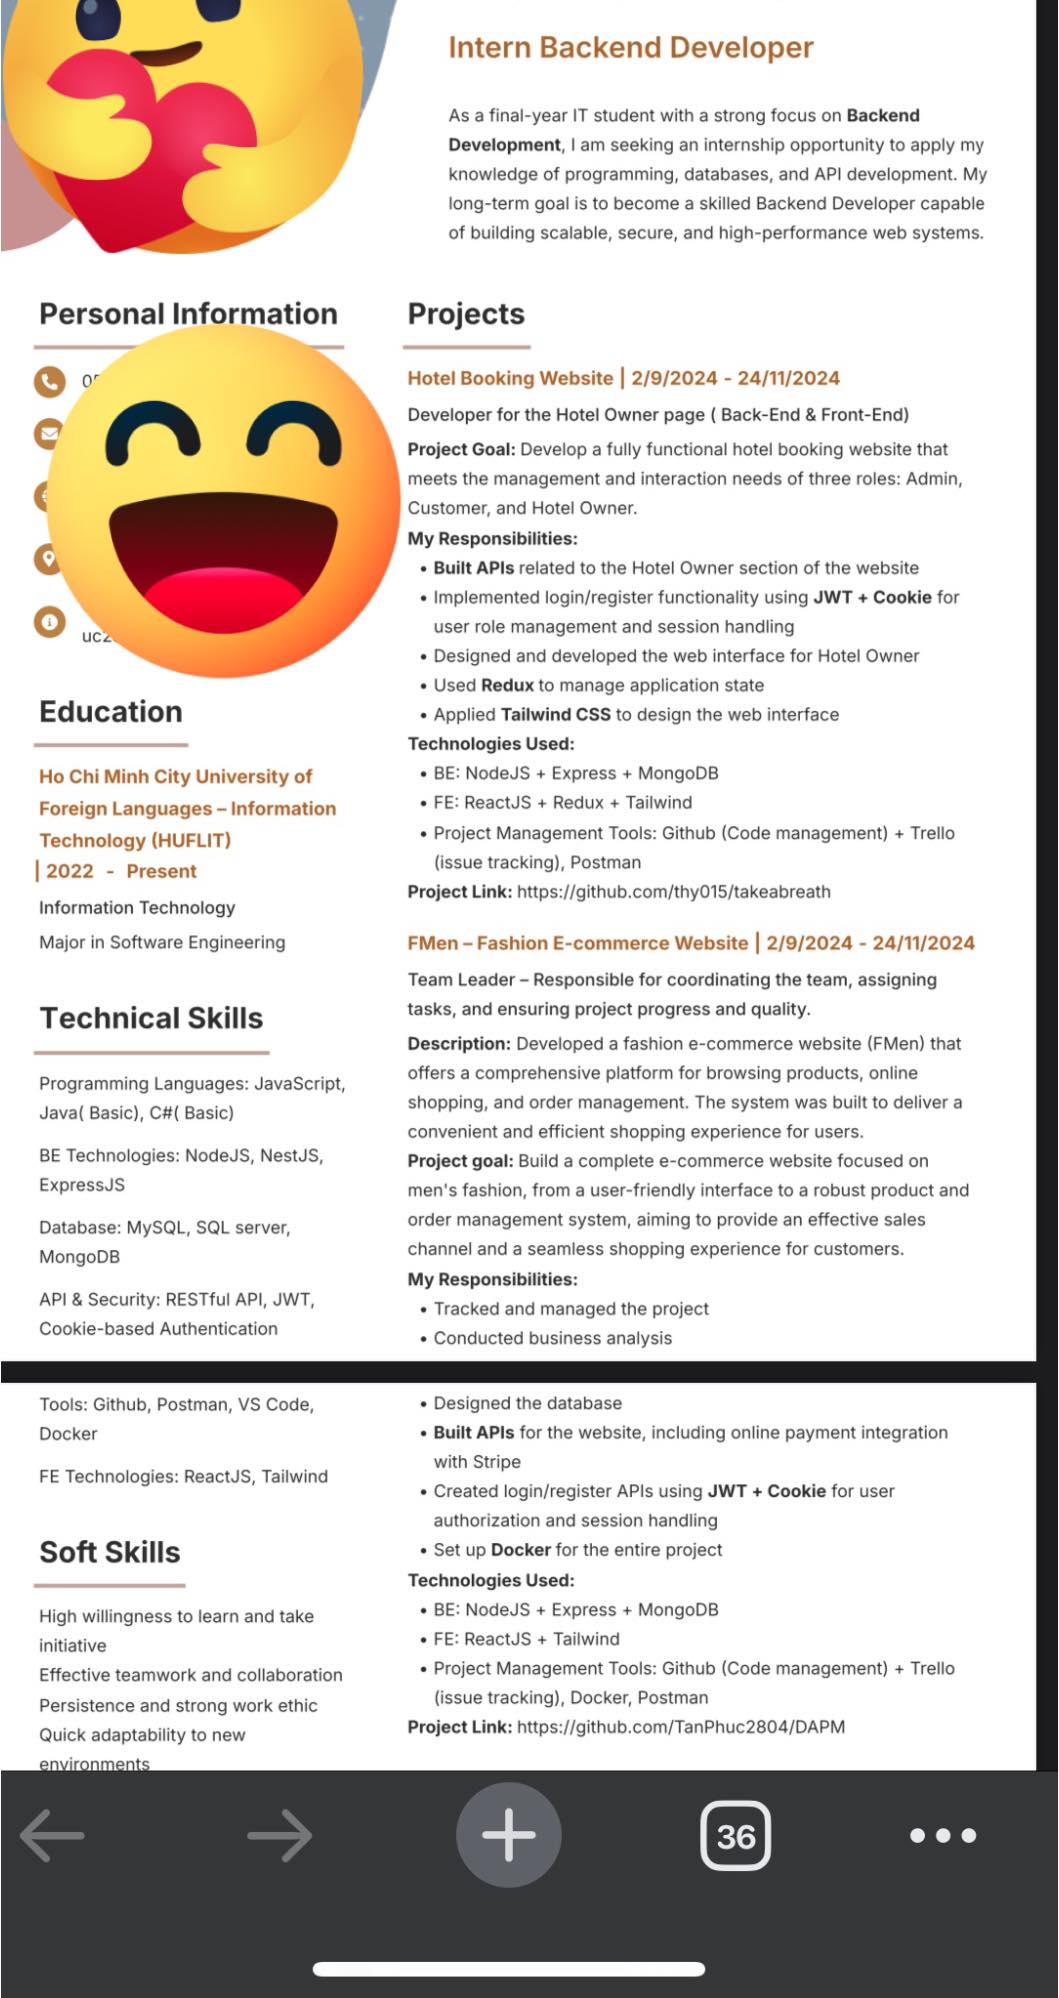 Intern Backend Developer
As a final-year IT student with a strong focus on Backend
Development, I am seeking an internship opportunity to apply my
knowledge of programming, databases, and API development. My
long-term goal is to become a skilled Backend Developer capable
of building scalable, secure, and high-performance web systems.
Personal Information
Education
Ho Chi Minh City University of
Foreign Languages – Information
Technology (HUFLIT)
| 2022 - Present
Information Technology
Major in Software Engineering
Technical Skills
Programming Languages: JavaScript,
Java( Basic), C#( Basic)
BE Technologies: NodeJS, NestJS,
ExpressJS
Database: MySQL, SQL server,
MongoDB
API & Security: RESTful API, JWT,
Cookie-based Authentication
Tools: Github, Postman, VS Code,
Docker
FE Technologies: ReactJS, Tailwind
Soft Skills
High willingness to learn and take
initiative
Effective teamwork and collaboration
Persistence and strong work ethic
Quick adaptability to new
environments
Projects
Hotel Booking Website | 2/9/2024 - 24/11/2024
Developer for the Hotel Owner page ( Back-End & Front-End)
Project Goal: Develop a fully functional hotel booking website that
meets the management and interaction needs of three roles: Admin,
Customer, and Hotel Owner.
My Responsibilities:
• Built APIs related to the Hotel Owner section of the website
• Implemented login/register functionality using JWT + Cookie for
user role management and session handling
• Designed and developed the web interface for Hotel Owner
• Used Redux to manage application state
• Applied Tailwind CSS to design the web interface
Technologies Used:
• BE: NodeJS + Express + MongoDB
• FE: ReactJS + Redux + Tailwind
• Project Management Tools: Github (Code management) + Trello
(issue tracking), Postman
Project Link: https://github.com/thy015/takeabreath
FMen – Fashion E-commerce Website | 2/9/2024 - 24/11/2024
Team Leader – Responsible for coordinating the team, assigning
tasks, and ensuring project progress and quality.
Description: Developed a fashion e-commerce website (FMen) that
offers a comprehensive platform for browsing products, online
shopping, and order management. The system was built to deliver a
convenient and efficient shopping experience for users.
Project goal: Build a complete e-commerce website focused on
men's fashion, from a user-friendly interface to a robust product and
order management system, aiming to provide an effective sales
channel and a seamless shopping experience for customers.
My Responsibilities:
• Tracked and managed the project
• Conducted business analysis
• Designed the database
• Built APIs for the website, including online payment integration
with Stripe
• Created login/register APIs using JWT + Cookie for user
authorization and session handling
• Set up Docker for the entire project
Technologies Used:
• BE: NodeJS + Express + MongoDB
• FE: ReactJS + Tailwind
• Project Management Tools: Github (Code management) + Trello
(issue tracking), Docker, Postman
Project Link: https://github.com/TanPhuc2804/DAPM
36